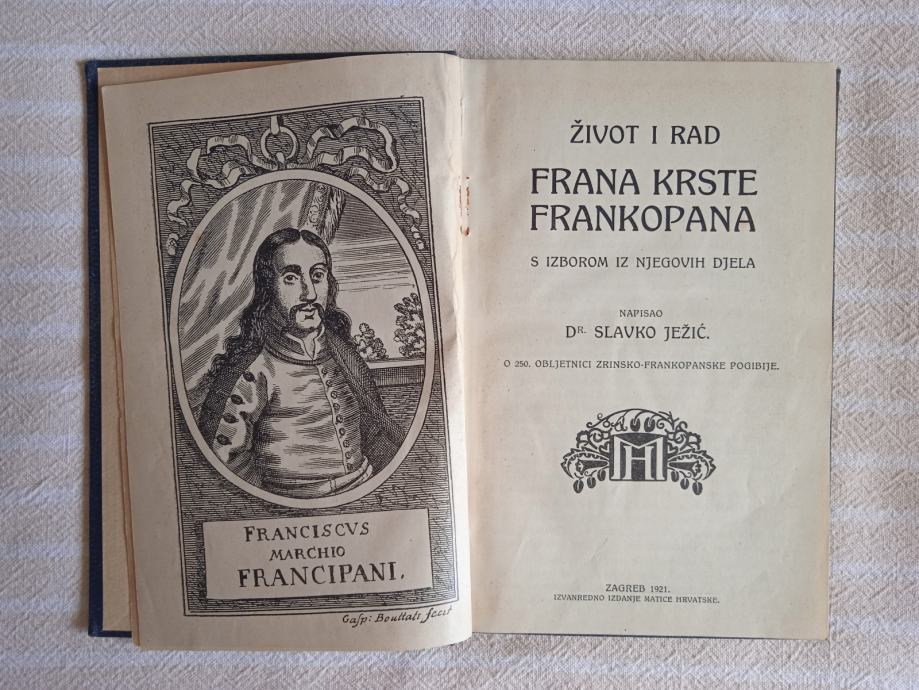 FRANCISCVS
MARCHIO
FRANCIPANI.
Gasp: Bouttats fecit
ŽIVOT I RAD
FRANA KRSTE
FRANKOPANA
S IZBOROM IZ NJEGOVIH DJELA
NAPISAO
DR. SLAVKO JEŽIĆ.
O 250. OBLJETNICI ZRINSKO-FRANKOPANSKE POGIBIJE.
MH
ZAGREB 1921.
IZVANREDNO IZDANJE MATICE HRVATSKE.